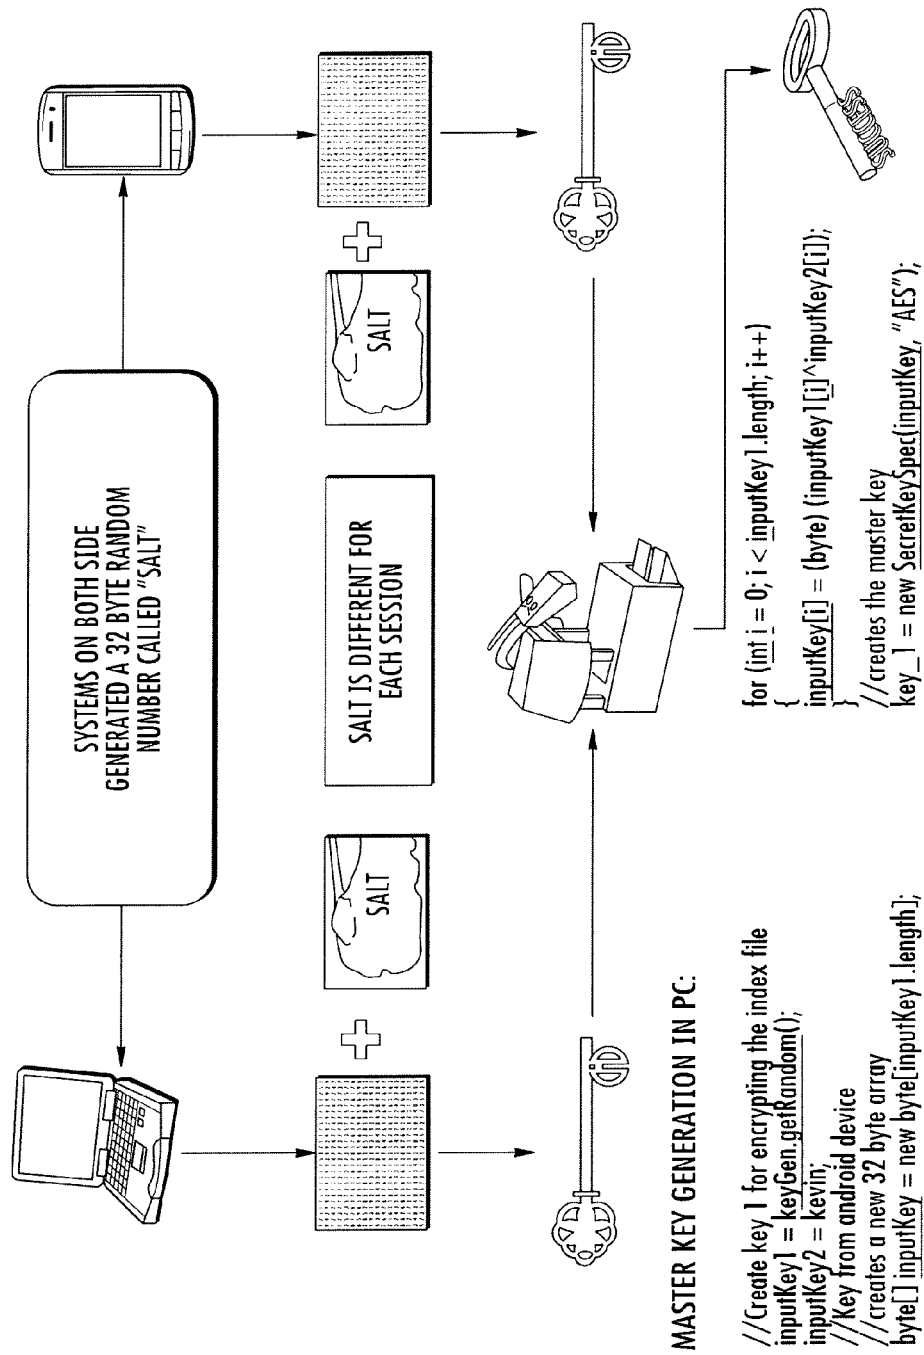 SYSTEMS ON BOTH SIDE
GENERATED A 32 BYTE RANDOM
NUMBER CALLED "SALT"
SALT
SALT IS DIFFERENT FOR
EACH SESSION
SALT
MASTER KEY GENERATION IN PC:
//Create key 1 for encrypting the index file
inputKey1 = keyGen.getRandom();
inputKey2 = kevin;
//Key from android device
//creates a new 32 byte array
byte[] inputKey = new byte[inputKey1.length];
for (int i = 0; i < inputKey1.length; i++)
{
inputKey[i] = (byte) (inputKey1[i]^inputKey2[i]);
}
//creates the master key
key_1 = new SecretKeySpec(inputKey, "AES");